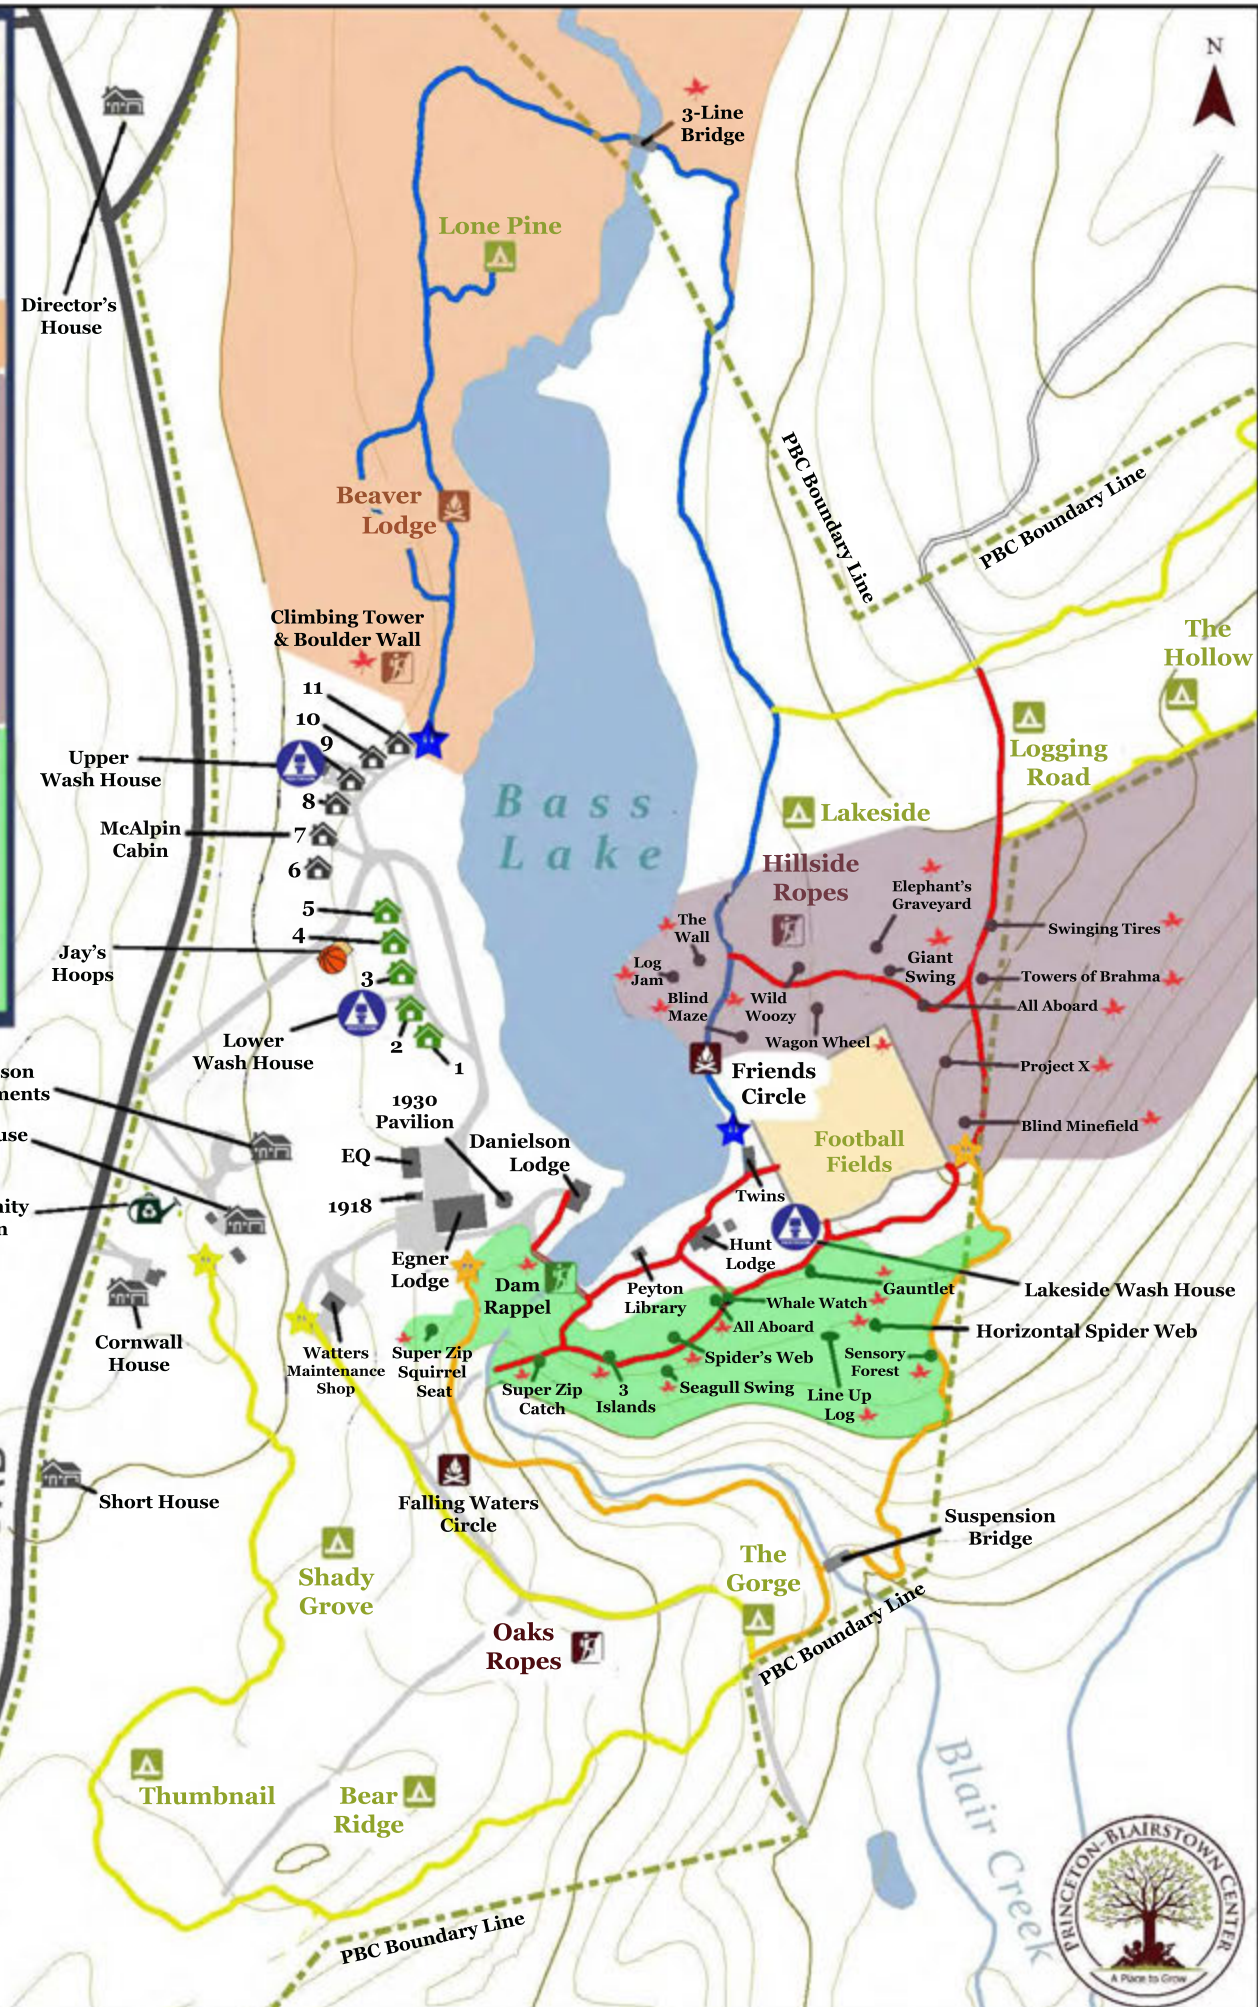 N
3-Line
Bridge
Lone Pine
Director's
House
PBC Boundary Line
PBC Boundary Line
Beaver
Lodge
Climbing Tower
& Boulder Wall
The
Hollow
11
10
9
Upper
Wash House
8
McAlpin
Cabin
7
6
5
4
Jay's
Hoops
3
Lower
Wash House
2
1
Bass
Lake
Logging
Road
Lakeside
Hillside
Ropes
Elephant's
Graveyard
The
Wall
Swinging Tires
Log
Jam
Giant
Swing
Towers of Brahma
Blind
Maze
Wild
Woozy
All Aboard
Wagon Wheel
Project X
Friends
Circle
Blind Minefield
Football
Fields
son
ments
use
ity
n
1930
Pavilion
Danielson
Lodge
EQ
1918
Egner
Lodge
Twins
Hunt
Lodge
Dam
Rappel
Peyton
Library
Gauntlet
Lakeside Wash House
Whale Watch
All Aboard
Horizontal Spider Web
Cornwall
House
Watters
Maintenance
Shop
Super Zip
Squirrel
Seat
Spider's Web
Sensory
Forest
Super Zip
Catch
3
Islands
Seagull Swing
Line Up
Log
Short House
Falling Waters
Circle
Suspension
Bridge
Shady
Grove
The
Gorge
PBC Boundary Line
Oaks
Ropes
Thumbnail
Bear
Ridge
Blair Creek
PBC Boundary Line
PRINCETON-BLAIRSTOWN CENTER
A Place to Grow